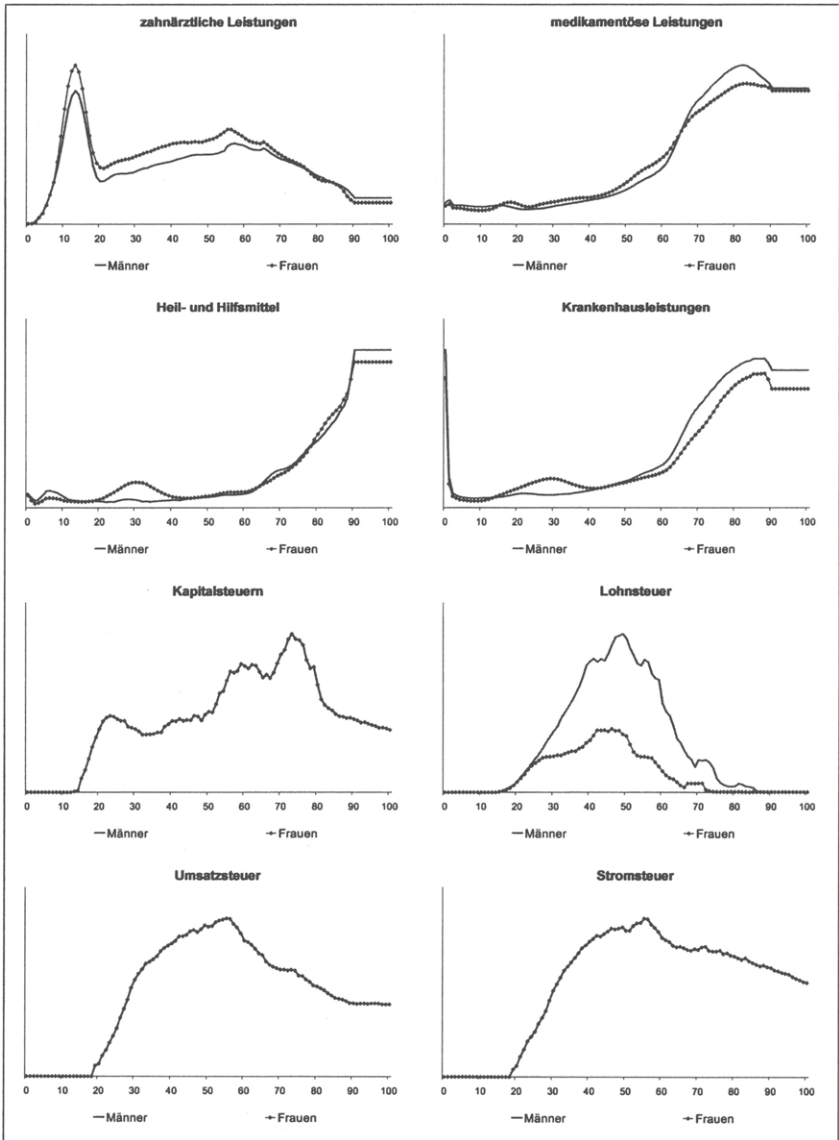 zahnärztliche Leistungen
0 10 20 30 40 50 60 70 80 90 100
Männer Frauen
medikamentöse Leistungen
0 10 20 30 40 50 60 70 80 90 100
Männer Frauen
Heil- und Hilfsmittel
0 10 20 30 40 50 60 70 80 90 100
Männer Frauen
Krankenhausleistungen
0 10 20 30 40 50 60 70 80 90 100
Männer Frauen
Kapitalsteuern
0 10 20 30 40 50 60 70 80 90 100
Männer Frauen
Lohnsteuer
0 10 20 30 40 50 60 70 80 90 100
Männer Frauen
Umsatzsteuer
0 10 20 30 40 50 60 70 80 90 100
Männer Frauen
Stromsteuer
0 10 20 30 40 50 60 70 80 90 100
Männer Frauen